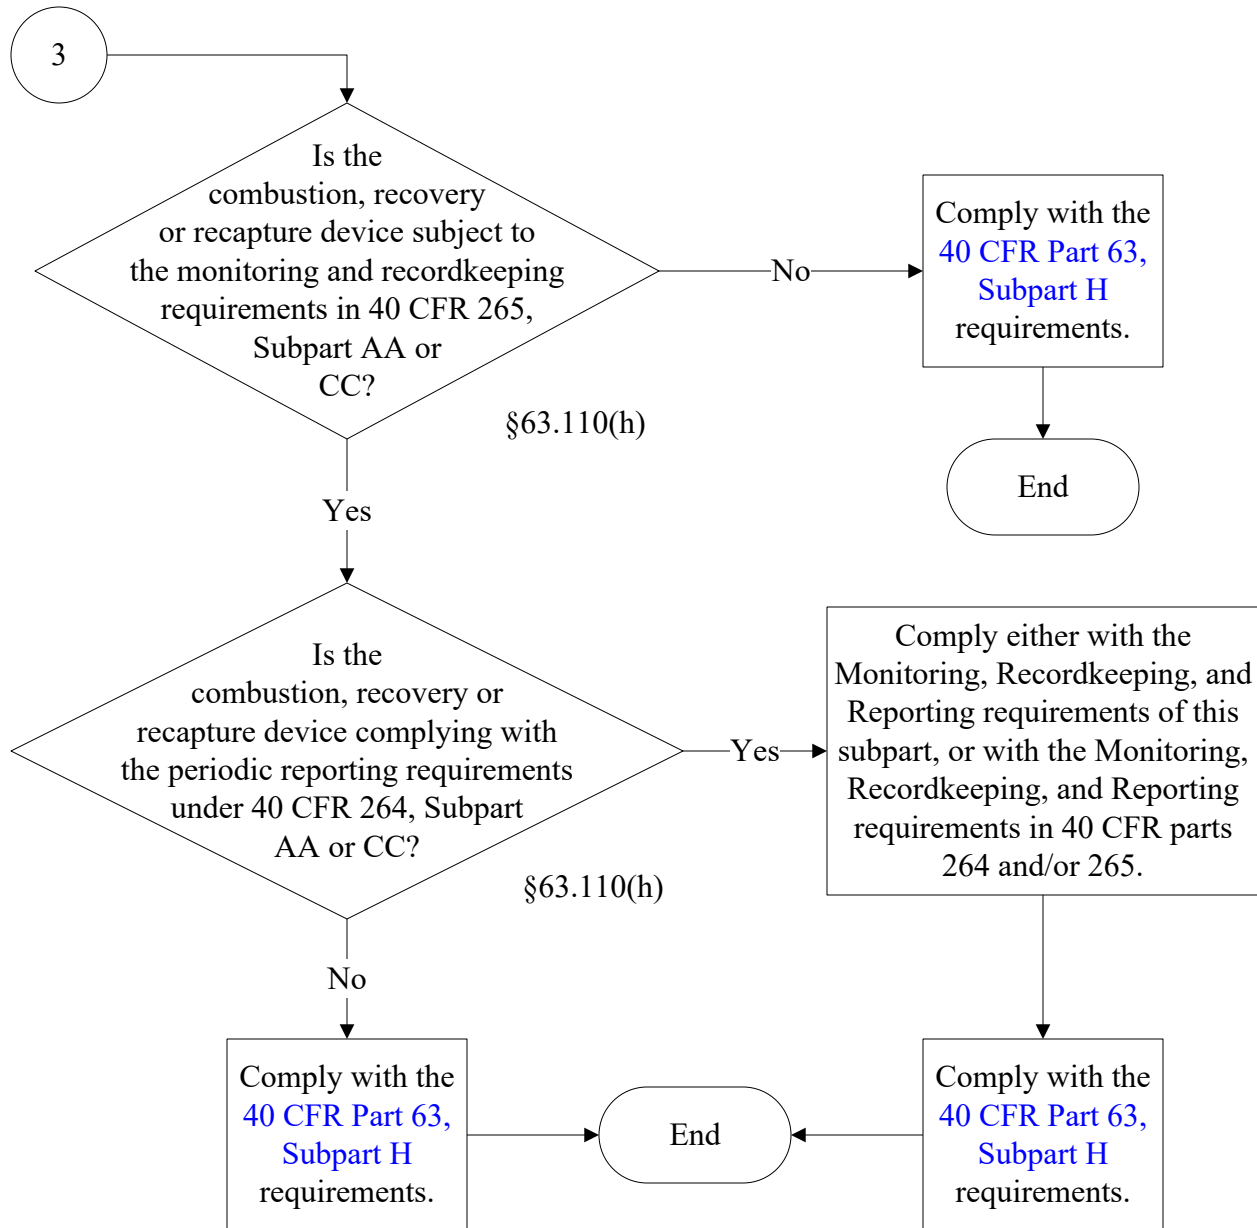 3
Is the
combustion, recovery
or recapture device subject to
the monitoring and recordkeeping
requirements in 40 CFR 265,
Subpart AA or
CC?
§63.110(h)
No
Comply with the
40 CFR Part 63,
Subpart H
requirements.
End
Yes
Is the
combustion, recovery or
recapture device complying with
the periodic reporting requirements
under 40 CFR 264, Subpart
AA or CC?
§63.110(h)
Yes
Comply either with the
Monitoring, Recordkeeping, and
Reporting requirements of this
subpart, or with the Monitoring,
Recordkeeping, and Reporting
requirements in 40 CFR parts
264 and/or 265.
No
Comply with the
40 CFR Part 63,
Subpart H
requirements.
End
Comply with the
40 CFR Part 63,
Subpart H
requirements.